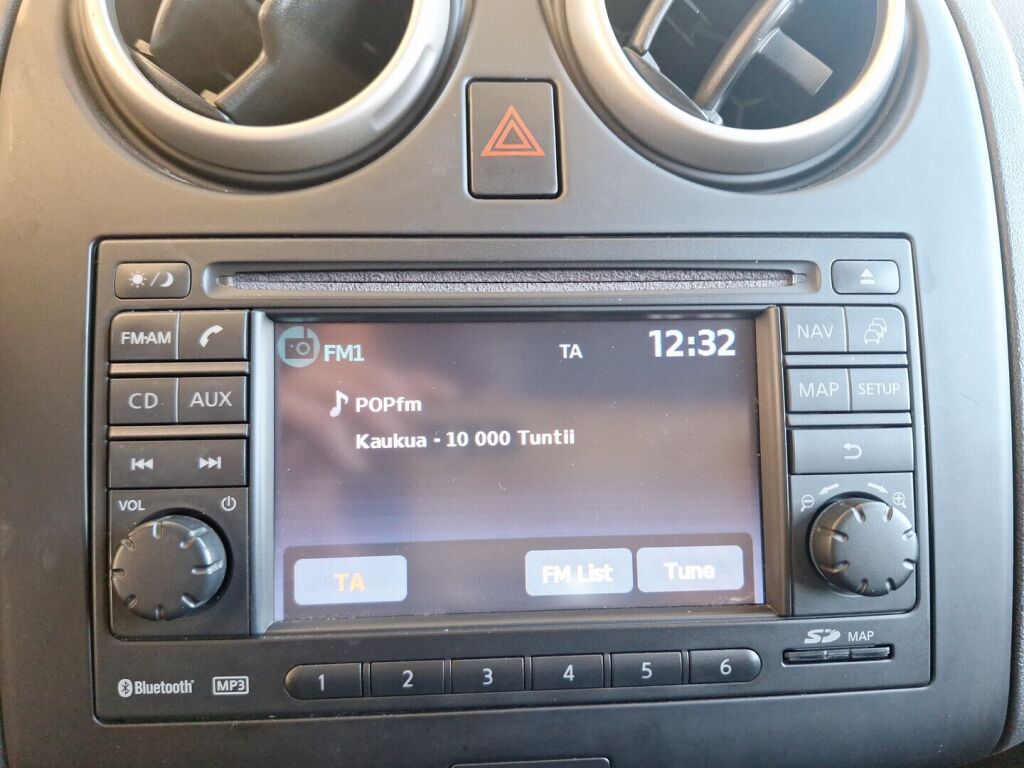 FM·AM
CD AUX
VOL
FM1 TA 12:32
POPfm
Kaukua - 10 000 Tuntii
TA FM List Tune
NAV
MAP SETUP
SD MAP
Bluetooth® MP3 1 2 3 4 5 6